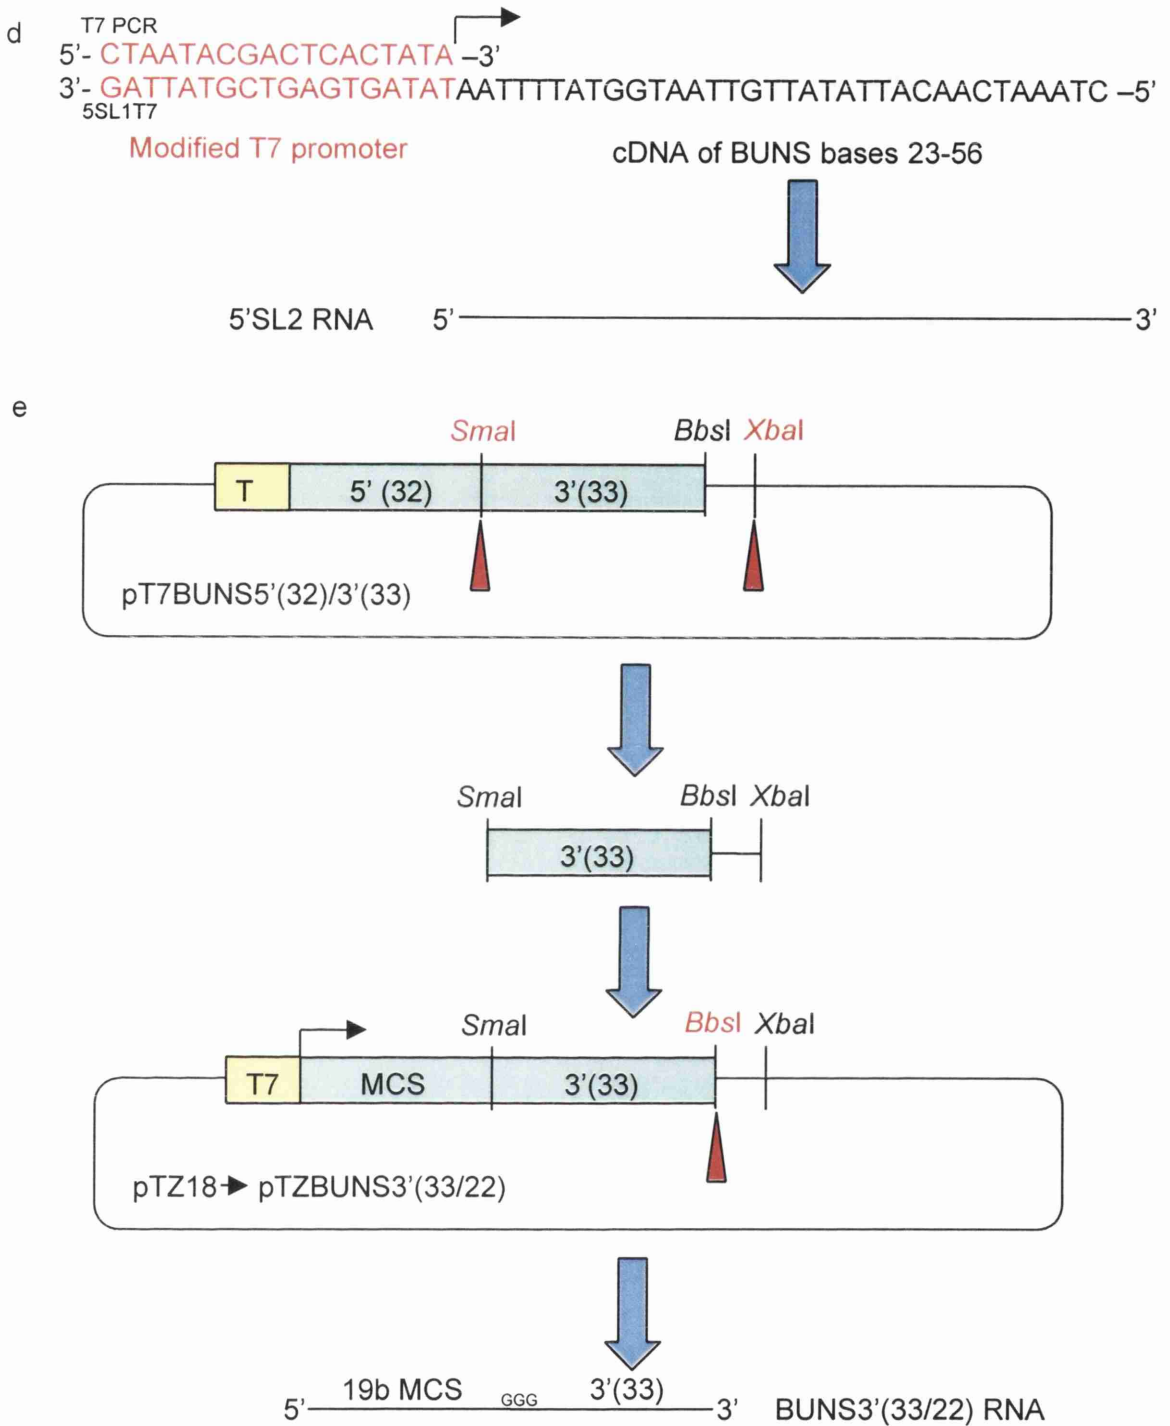 d
T7 PCR
5’- CTAATACGACTCACTATA –3’
3’- GATTATGCTGAGTGATATAATTTTATGGTAATTGTTATATTACAACTAAATC –5’
5SL1T7
Modified T7 promoter
cDNA of BUNS bases 23-56
5’SL2 RNA 5’ 3’
e
SmaI BbsI XbaI
T 5’ (32) 3’(33)
pT7BUNS5’(32)/3’(33)
SmaI BbsI XbaI
3’(33)
SmaI BbsI XbaI
T7 MCS 3’(33)
pTZ18 pTZBUNS3’(33/22)
19b MCS GGG 3’(33)
5’ 3’ BUNS3’(33/22) RNA